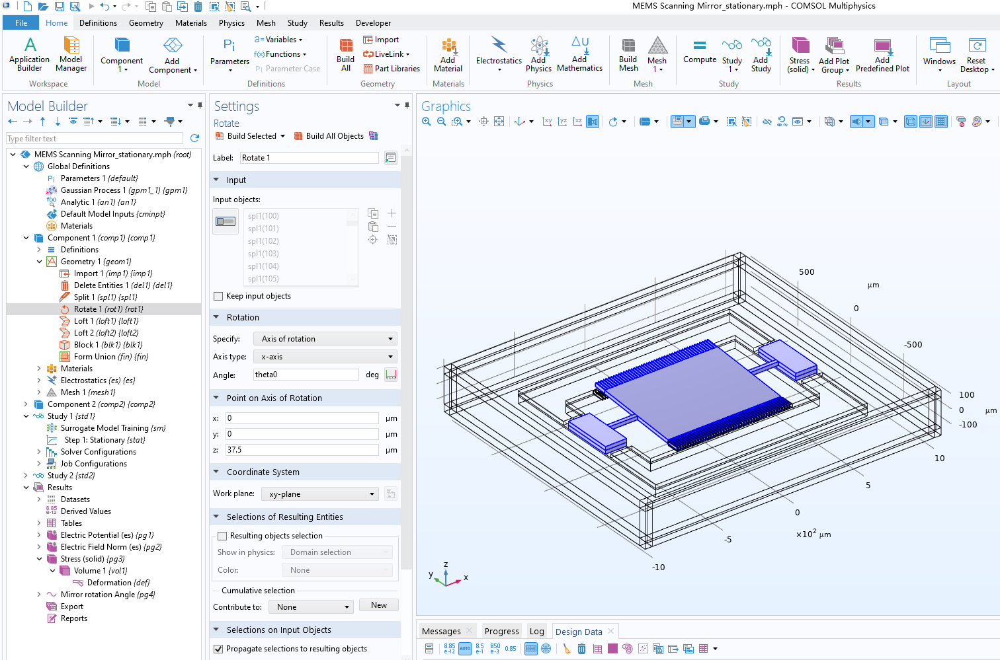 MEMS Scanning Mirror_stationary.mph - COMSOL Multiphysics
File Home Definitions Geometry Materials Physics Mesh Study Results Developer
Application Builder
Model Manager
Workspace
Component 1
Add Component
Model
Pi
Parameters
a= Variables
f(x) Functions
Pi Parameter Case
Definitions
Build All
Import
LiveLink
Part Libraries
Geometry
Add Material
Materials
Electrostatics
Add Physics
ΔU
Add Mathematics
Physics
Build Mesh
Mesh 1
Mesh
Compute
Study 1
Add Study
Study
Stress (solid)
Add Plot Group
Add Predefined Plot
Results
Windows
Reset Desktop
Layout
Model Builder
Type filter text
MEMS Scanning Mirror_stationary.mph (root)
Global Definitions
Pi Parameters 1 {default}
Gaussian Process 1 (gpm1_1) {gpm1}
f(x) Analytic 1 (an1) {an1}
Default Model Inputs {cminpt}
Materials
Component 1 (comp1) {comp1}
Definitions
Geometry 1 {geom1}
Import 1 (imp1) {imp1}
Delete Entities 1 (del1) {del1}
Split 1 (spl1) {spl1}
Rotate 1 (rot1) {rot1}
Loft 1 (loft1) {loft1}
Loft 2 (loft2) {loft2}
Block 1 (blk1) {blk1}
Form Union (fin) {fin}
Materials
Electrostatics (es) {es}
Mesh 1 {mesh1}
Component 2 (comp2) {comp2}
Study 1 {std1}
Surrogate Model Training {sm}
Step 1: Stationary {stat}
Solver Configurations
Job Configurations
Study 2 {std2}
Results
Datasets
8.85 e-12 Derived Values
Tables
Electric Potential (es) {pg1}
Electric Field Norm (es) {pg2}
Stress (solid) {pg3}
Volume 1 {vol1}
Deformation {def}
Mirror rotation Angle {pg4}
Export
Reports
Settings
Rotate
Build Selected
Build All Objects
Label: Rotate 1
Input
Input objects:
spl1(100)
spl1(101)
spl1(102)
spl1(103)
spl1(104)
spl1(105)
Keep input objects
Rotation
Specify: Axis of rotation
Axis type: x-axis
Angle: theta0 deg
Point on Axis of Rotation
x: 0 µm
y: 0 µm
z: 37.5 µm
Coordinate System
Work plane: xy-plane
Selections of Resulting Entities
Resulting objects selection
Show in physics: Domain selection
Color: None
Cumulative selection
Contribute to: None New
Selections on Input Objects
Propagate selections to resulting objects
Graphics
xy yz xz
500
µm
0
-500
100
0 µm
-100
10
5
0
×10² µm
-5
-10
z
y
x
Messages Progress Log Design Data
8.85 e-12 AUTO 8.5 e-1 850 e-3 0.85